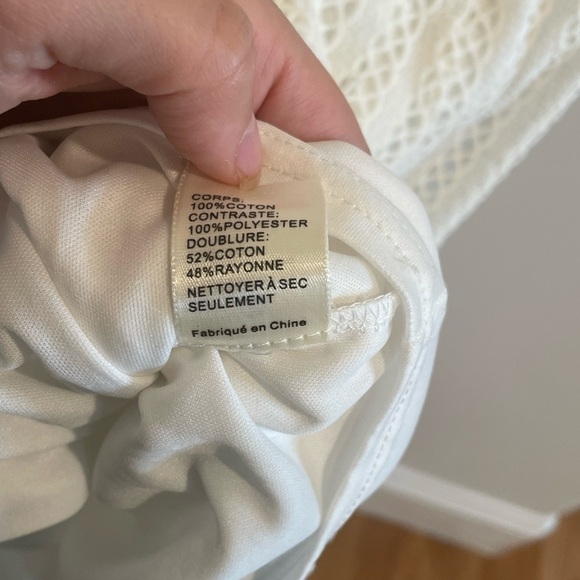 CORPS:
100%COTON
CONTRASTE:
100%POLYESTER
DOUBLURE:
52%COTON
48%RAYONNE
NETTOYER À SEC
SEULEMENT
Fabriqué en Chine